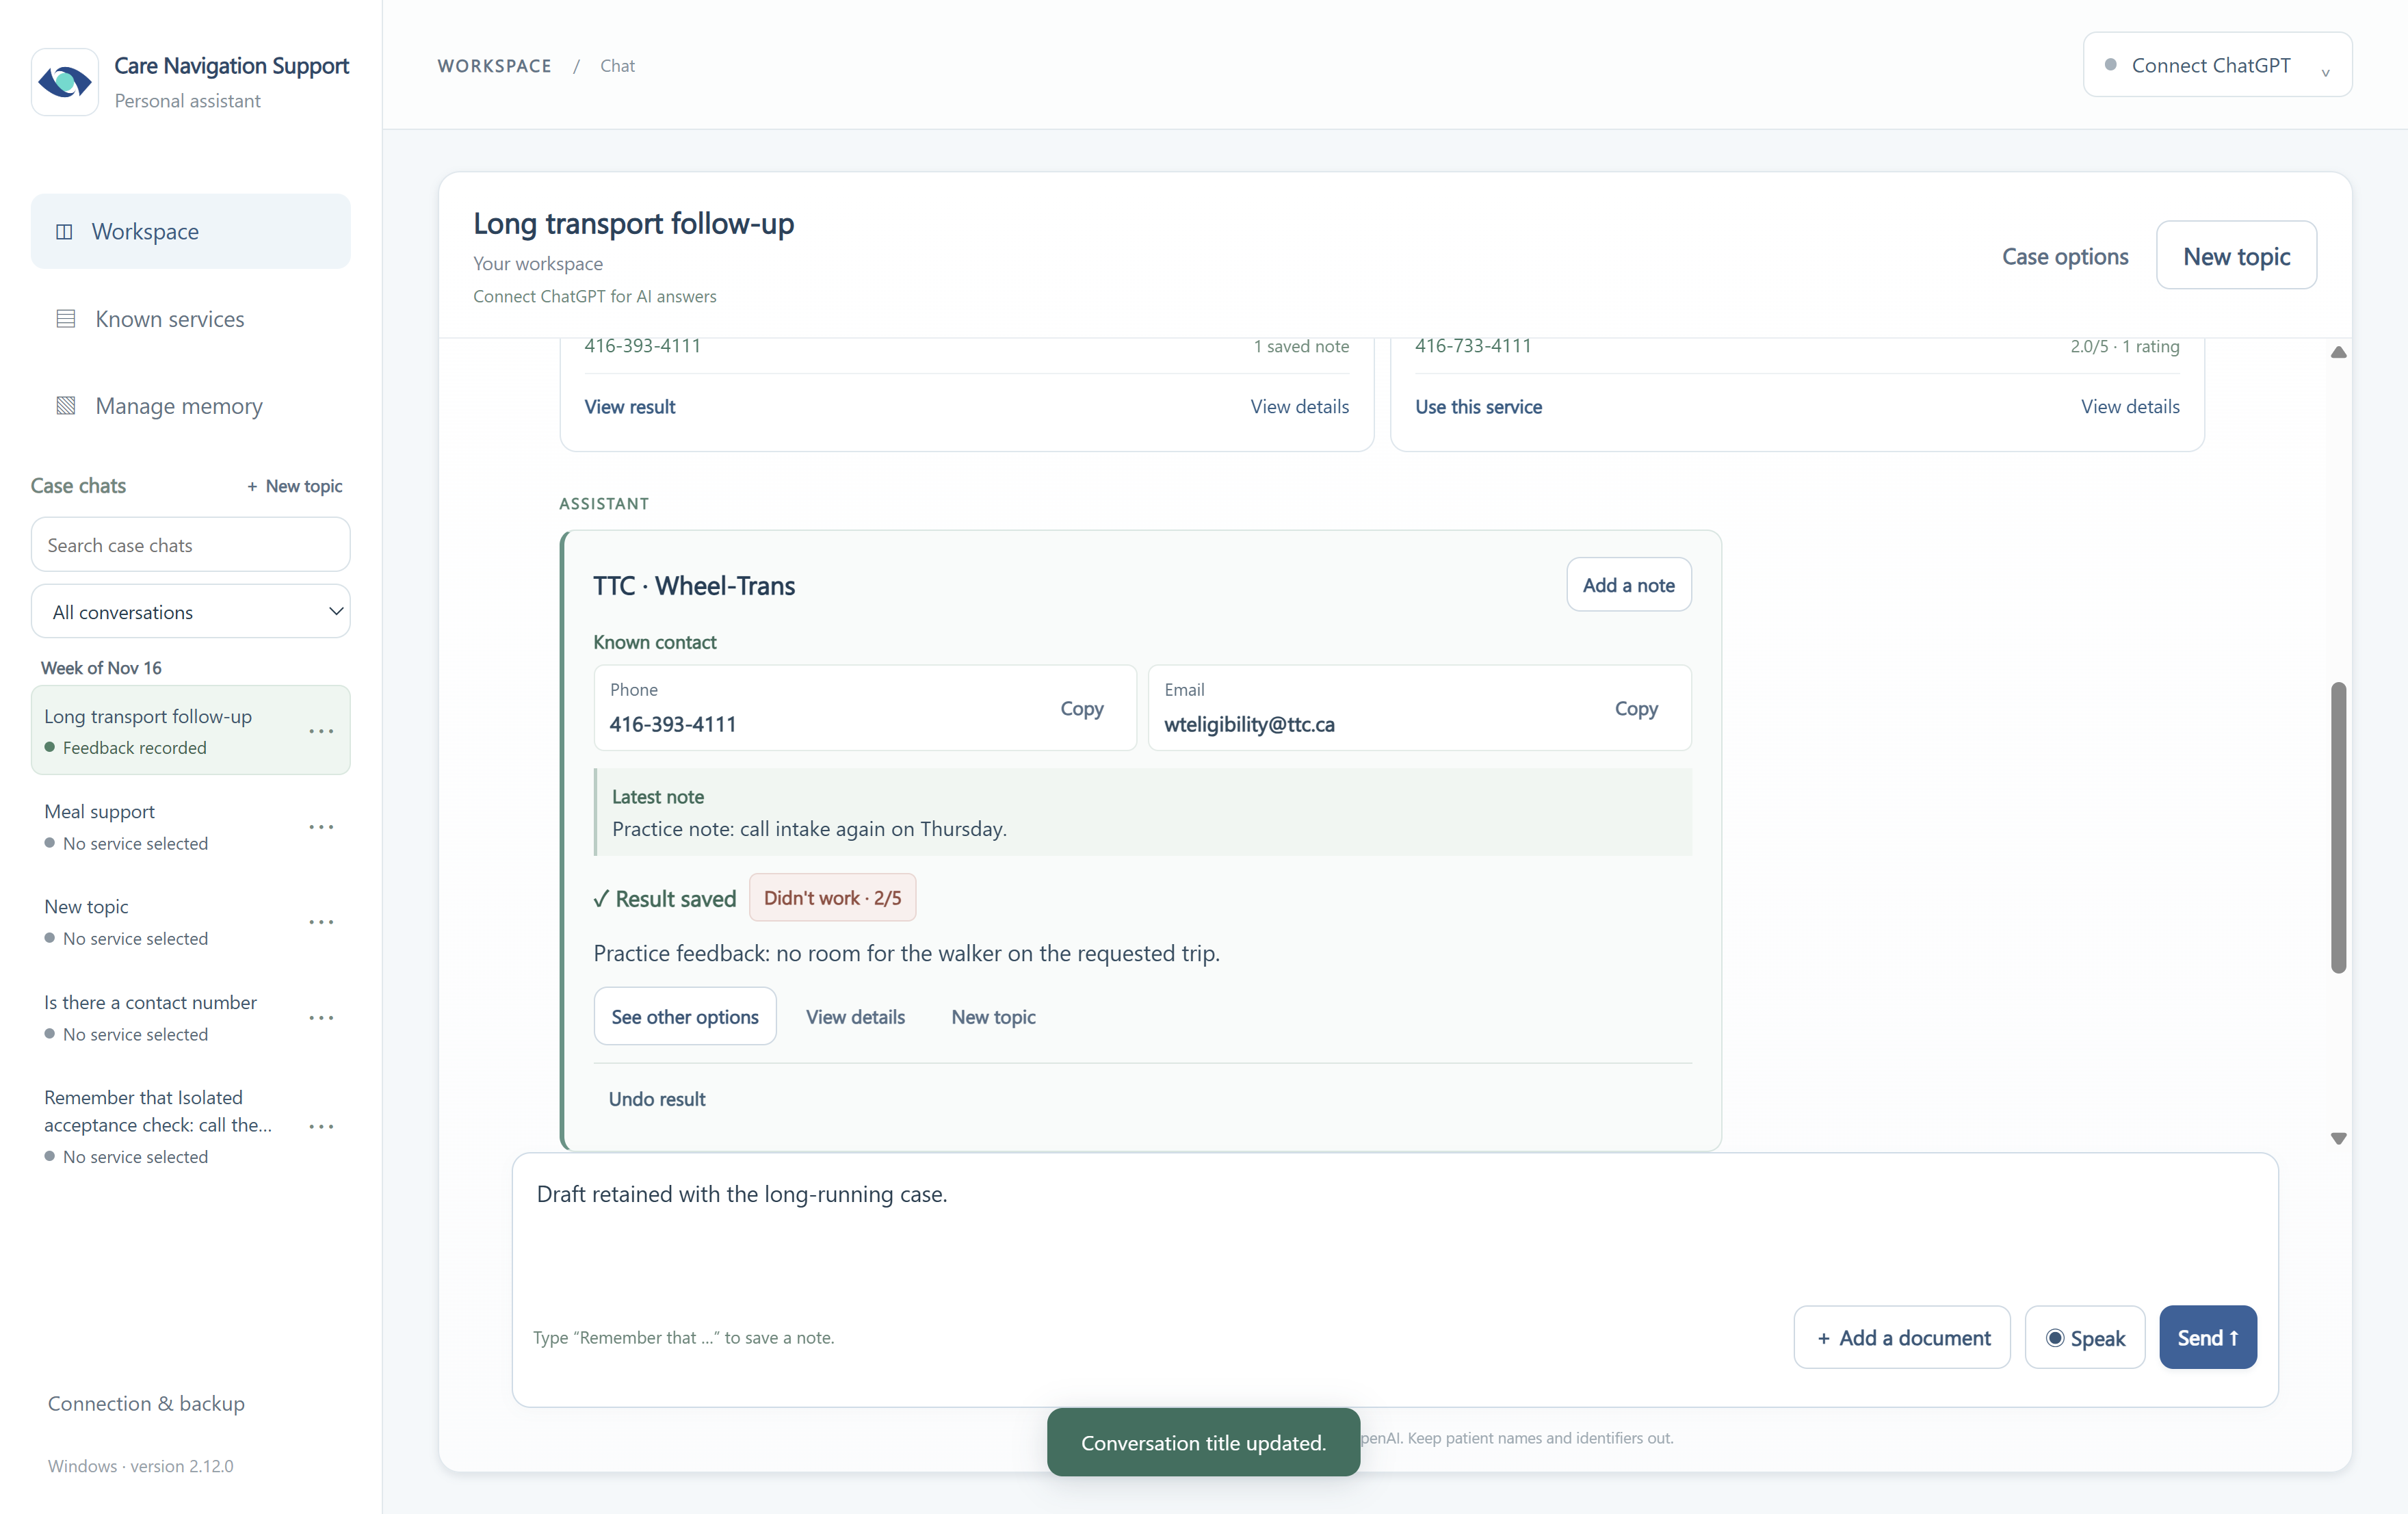 Care Navigation Support
Personal assistant
Workspace
Known services
Manage memory
Case chats
+ New topic
Search case chats
All conversations
Week of Nov 16
Long transport follow-up
Feedback recorded
Meal support
No service selected
New topic
No service selected
Is there a contact number
No service selected
Remember that Isolated
acceptance check: call the...
No service selected
Connection & backup
Windows · version 2.12.0
WORKSPACE / Chat
Connect ChatGPT
Long transport follow-up
Your workspace
Connect ChatGPT for AI answers
Case options
New topic
416-393-4111
1 saved note
View result
View details
416-733-4111
2.0/5 · 1 rating
Use this service
View details
ASSISTANT
TTC · Wheel-Trans
Add a note
Known contact
Phone
416-393-4111
Copy
Email
wteligibility@ttc.ca
Copy
Latest note
Practice note: call intake again on Thursday.
✓ Result saved
Didn't work · 2/5
Practice feedback: no room for the walker on the requested trip.
See other options
View details
New topic
Undo result
Draft retained with the long-running case.
Type “Remember that ...” to save a note.
+ Add a document
Speak
Send ↑
Conversation title updated.
penAI. Keep patient names and identifiers out.